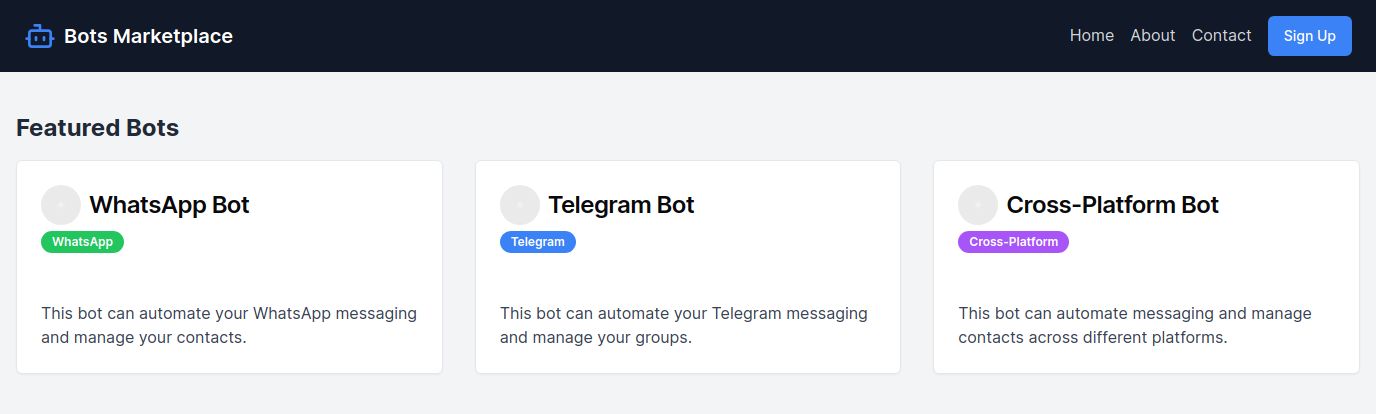 Bots Marketplace
Home
About
Contact
Sign Up
Featured Bots
WhatsApp Bot
WhatsApp
This bot can automate your WhatsApp messaging
and manage your contacts.
Telegram Bot
Telegram
This bot can automate your Telegram messaging
and manage your groups.
Cross-Platform Bot
Cross-Platform
This bot can automate messaging and manage
contacts across different platforms.